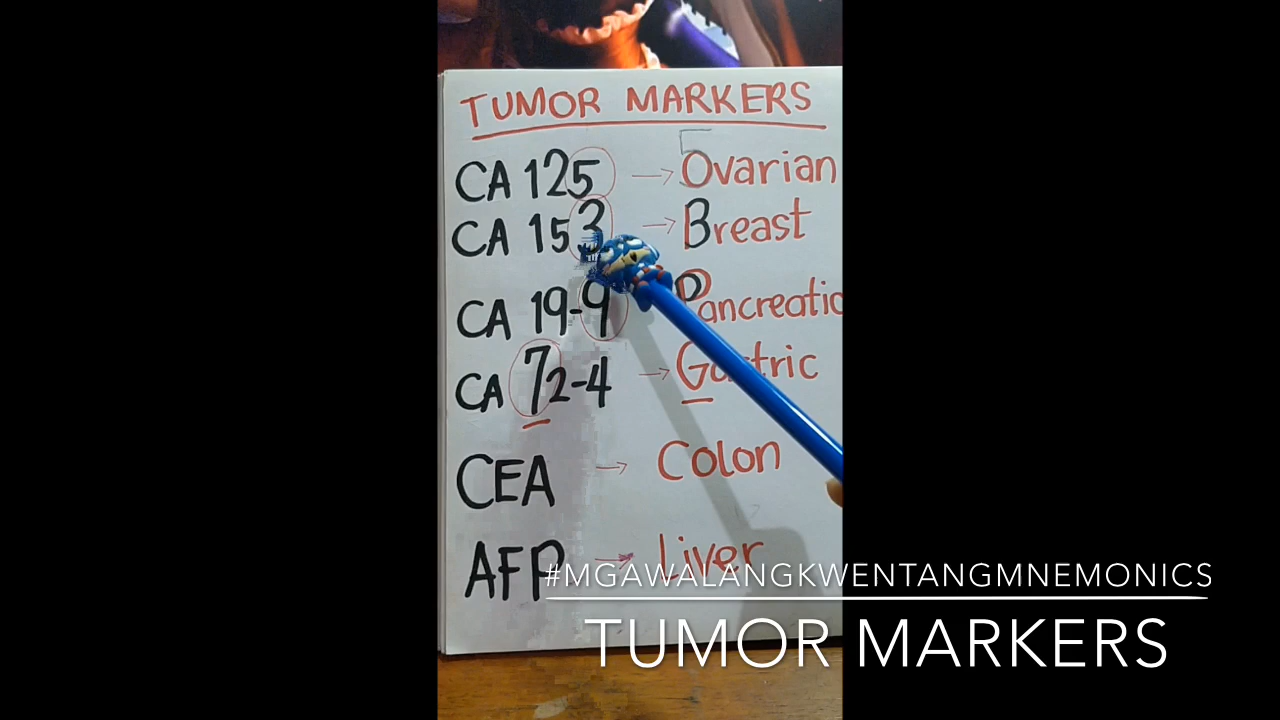 TUMOR MARKERS
CA 125 → Ovarian
CA 153 → Breast
CA 19-9 Pancreatic
CA 72-4 → Gastric
CEA → Colon
AFP → Liver
#MGAWALANGKWENTANGMNEMONICS
TUMOR MARKERS